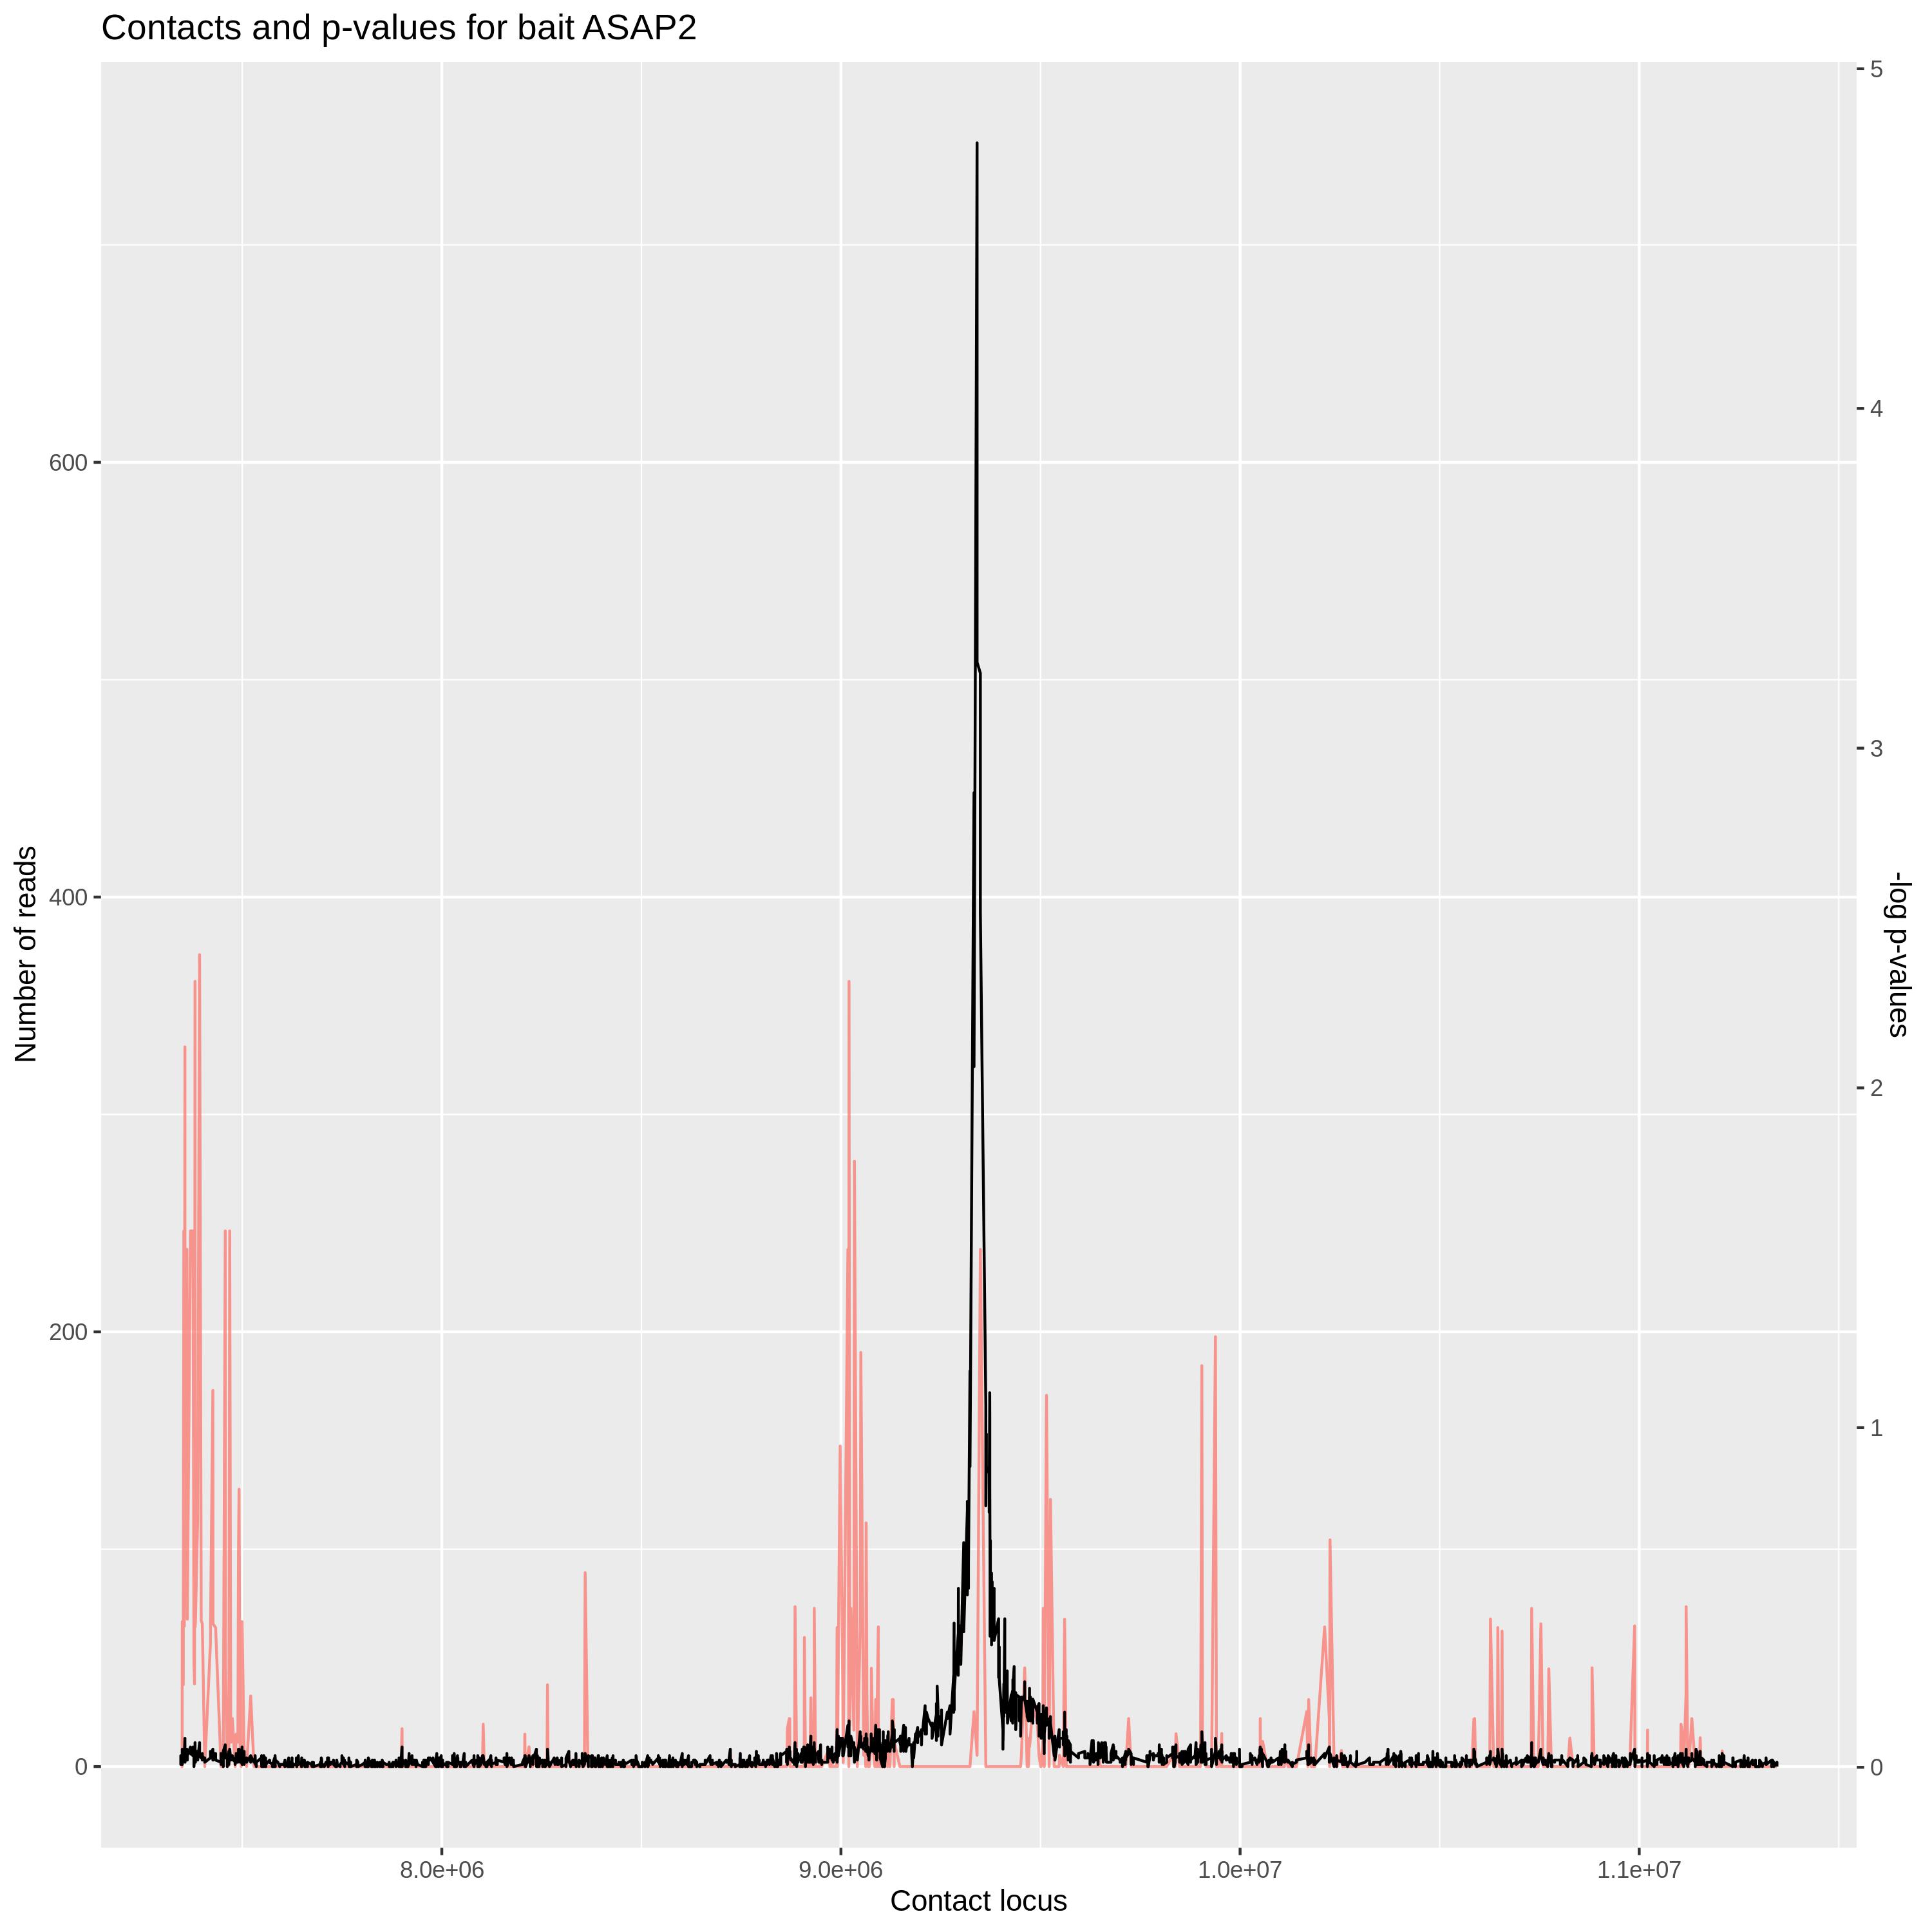 Contacts and p-values for bait ASAP2
Number of reads
600
400
200
0
5
4
3
2
1
0
-log p-values
8.0e+06
9.0e+06
1.0e+07
1.1e+07
Contact locus